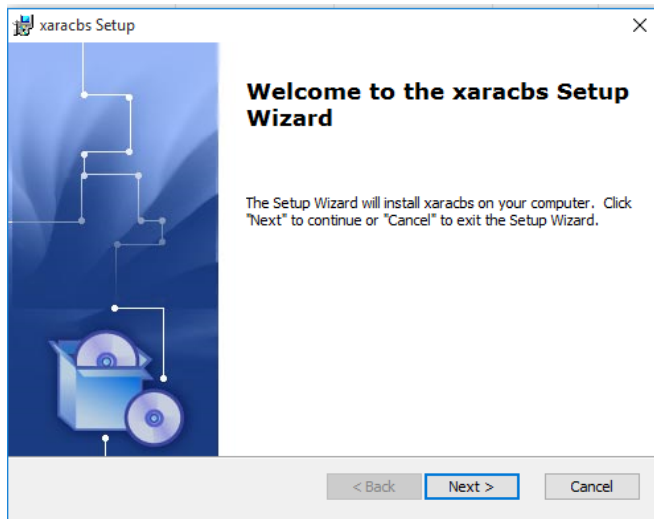 xaracbs Setup
Welcome to the xaracbs Setup
Wizard
The Setup Wizard will install xaracbs on your computer. Click
"Next" to continue or "Cancel" to exit the Setup Wizard.
< Back
Next >
Cancel